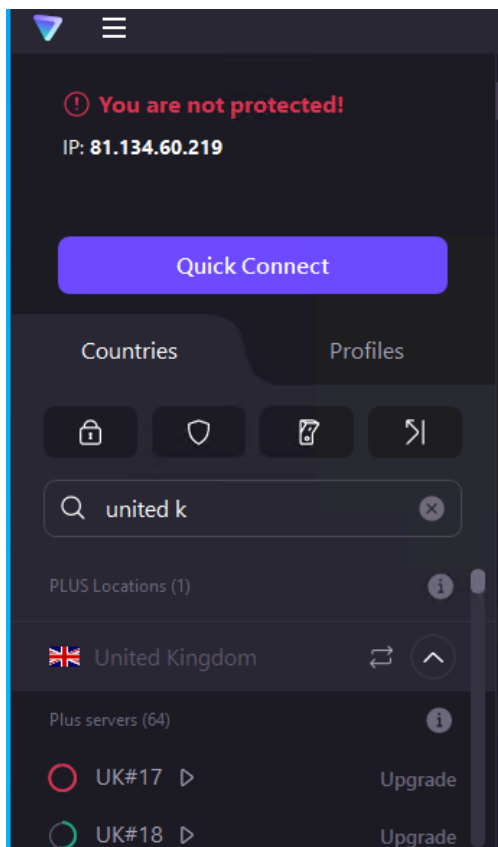 You are not protected!
IP: 81.134.60.219
Quick Connect
Countries Profiles
united k
PLUS Locations (1)
United Kingdom
Plus servers (64)
UK#17 Upgrade
UK#18 Upgrade